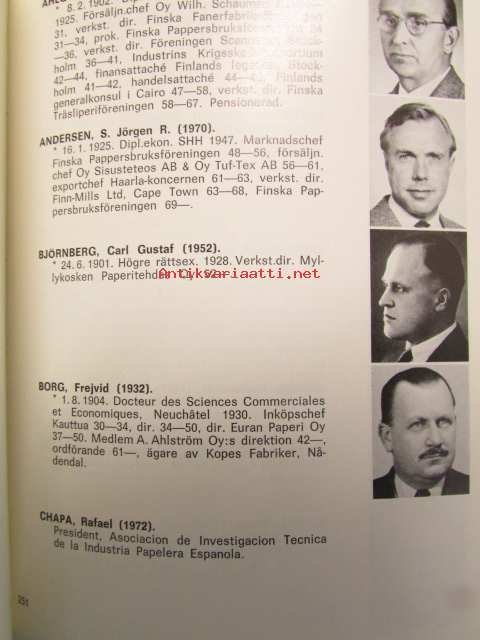 * 8. 2. 1902.
1925. Försäljn.chef Oy Wilh. Schauman
31, verkst. dir. Finska Fanerfab
31—34, prok. Finska Pappersbruksf
—36, verkst. dir. Föreningen
holm 36—41, Industrins Krigssk
42—44, finansattaché Finlands legation, Stock-
holm 41—42, handelsattaché 44— Finlands
generalkonsul i Cairo 47—58, verkst. dir. Finska
Träsliperiföreningen 58—67. Pensionerad.
ANDERSEN, S. Jörgen R. (1970).
* 16. 1. 1925. Dipl.ekon. SHH 1947. Marknadschef
Finska Pappersbruksföreningen 48—56, försäljn.
chef Oy Sisusteteos AB & Oy Tuf-Tex AB 56—61,
exportchef Haarla-koncernen 61—63, verkst. dir.
Finn-Mills Ltd, Cape Town 63—68, Finska Pap-
persbruksföreningen 69—.
BJÖRNBERG, Carl Gustaf (1952).
* 24. 6. 1901. Högre rättsex. 1928. Verkst.dir. Myl-
lykosken Paperitehdas Oy 52—.
Antikvariaatti.net
BORG, Frejvid (1932).
* 1. 8. 1904. Docteur des Sciences Commerciales
et Economiques, Neuchâtel 1930. Inköpschef
Kauttua 30—34, dir. 34—50, dir. Euran Paperi Oy
37—50. Medlem A. Ahlström Oy:s direktion 42—,
ordförande 61—, ägare av Kopes Fabriker, Nå-
dendal.
CHAPA, Rafael (1972).
President, Asociacion de Investigacion Tecnica
de la Industria Papelera Espanola.
251